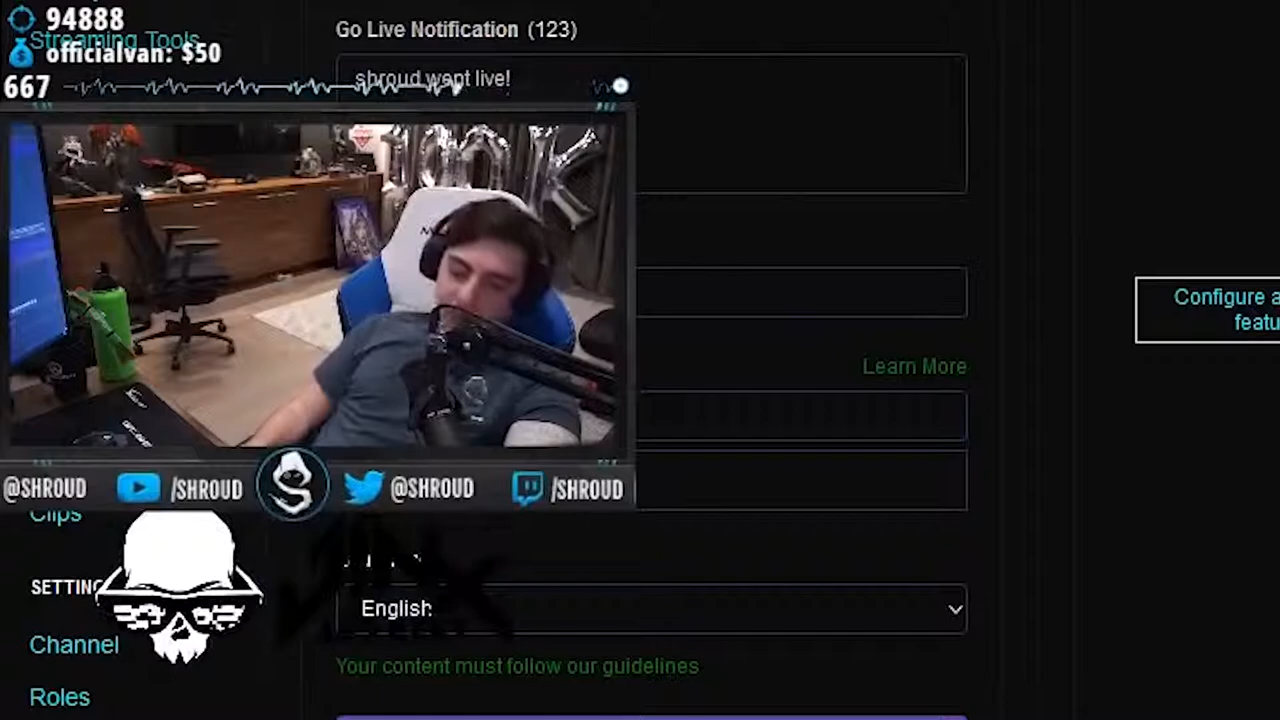 94888
Streaming Tools
officialvan: $50
667
Go Live Notification (123)
shroud went live!
Configure a
featu
Learn More
@SHROUD
/SHROUD
@SHROUD
/SHROUD
Clips
SETTING
English
Your content must follow our guidelines
Channel
Roles